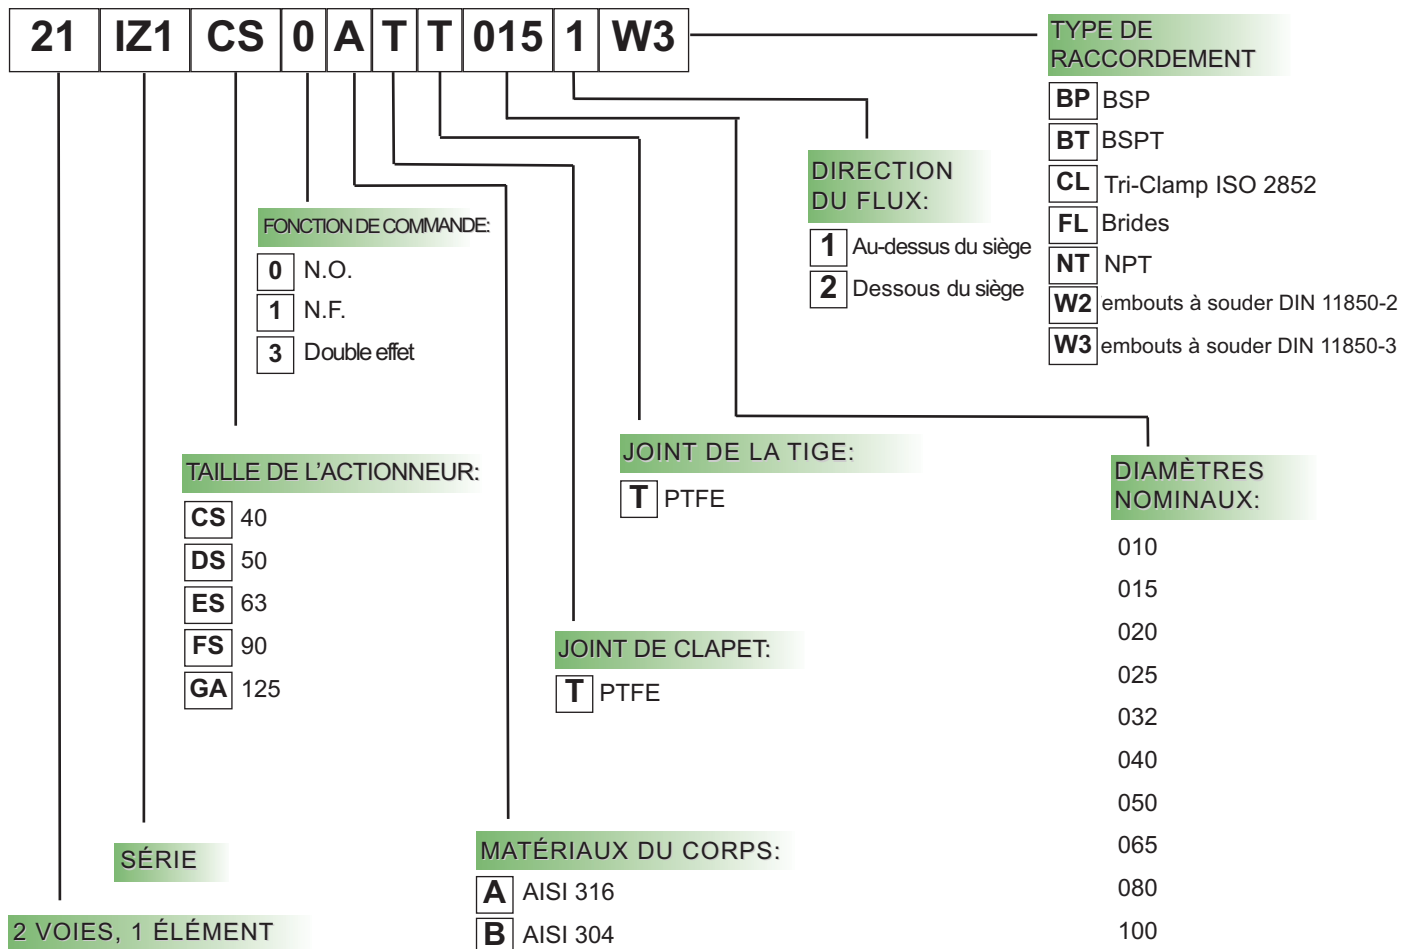 21 IZ1 CS 0 A T T 015 1 W3
TYPE DE
RACCORDEMENT
BP BSP
BT BSPT
CL Tri-Clamp ISO 2852
FL Brides
NT NPT
W2 embouts à souder DIN 11850-2
W3 embouts à souder DIN 11850-3
DIRECTION
DU FLUX:
1 Au-dessus du siège
2 Dessous du siège
FONCTION DE COMMANDE:
0 N.O.
1 N.F.
3 Double effet
TAILLE DE L'ACTIONNEUR:
CS 40
DS 50
ES 63
FS 90
GA 125
JOINT DE LA TIGE:
T PTFE
DIAMÈTRES
NOMINAUX:
010
015
020
025
032
040
050
065
080
100
JOINT DE CLAPET:
T PTFE
SÉRIE
MATÉRIAUX DU CORPS:
A AISI 316
B AISI 304
2 VOIES, 1 ÉLÉMENT